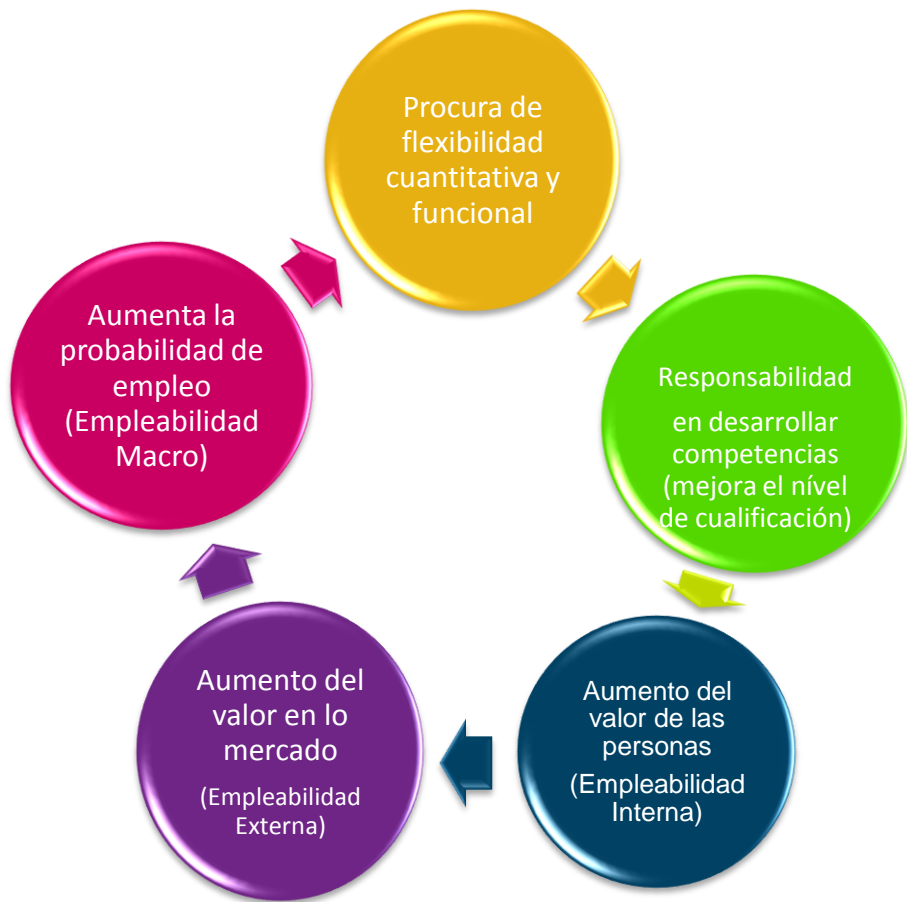 Procura de
flexibilidad
cuantitativa y
funcional
Responsabilidad
en desarrollar
competencias
(mejora el nível
de cualificación)
Aumento del
valor de las
personas
(Empleabilidad
Interna)
Aumento del
valor en lo
mercado
(Empleabilidad
Externa)
Aumenta la
probabilidad de
empleo
(Empleabilidad
Macro)